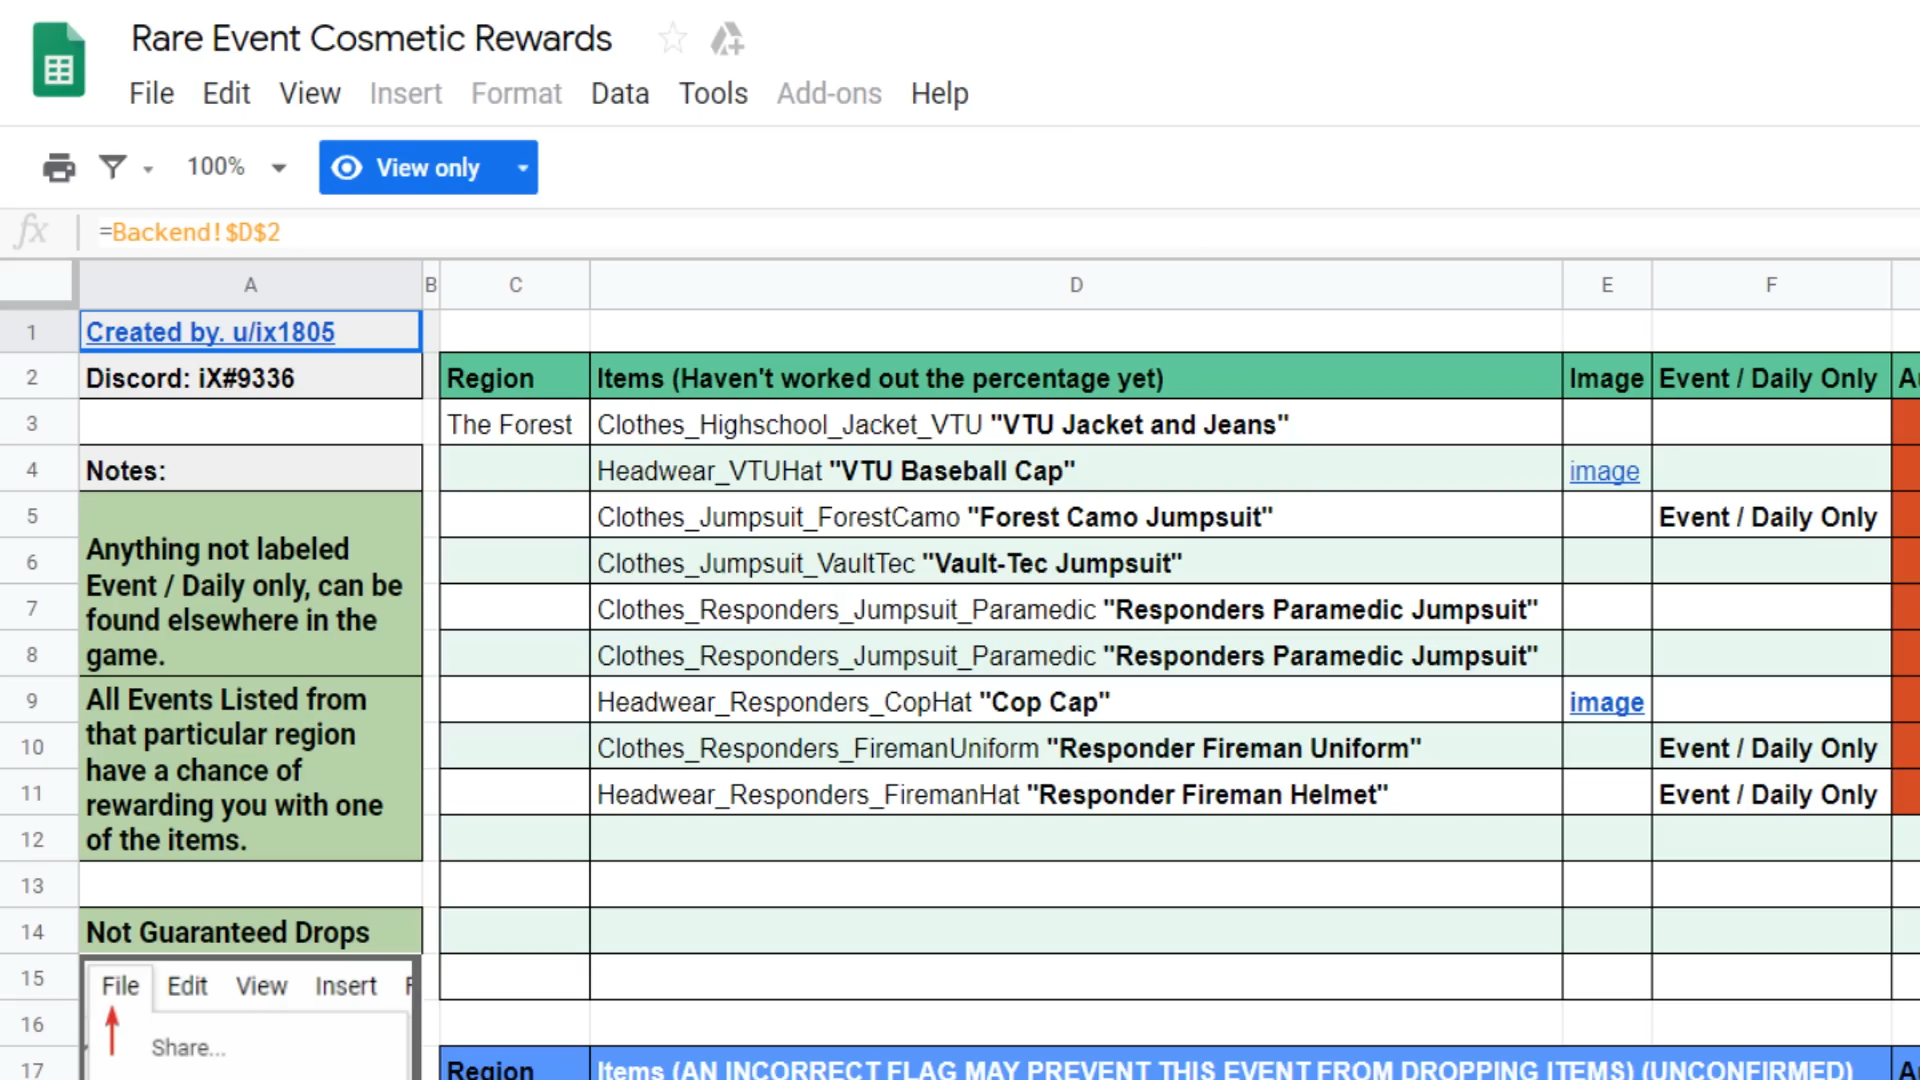 Rare Event Cosmetic Rewards
File Edit View Insert Format Data Tools Add-ons Help
100% View only
fx =Backend!$D$2
A B C D E F
1 Created by. u/ix1805
2 Discord: iX#9336 Region Items (Haven't worked out the percentage yet) Image Event / Daily Only
3 The Forest Clothes_Highschool_Jacket_VTU "VTU Jacket and Jeans"
4 Notes: Headwear_VTUHat "VTU Baseball Cap" image
5 Clothes_Jumpsuit_ForestCamo "Forest Camo Jumpsuit" Event / Daily Only
Anything not labeled
6 Clothes_Jumpsuit_VaultTec "Vault-Tec Jumpsuit"
Event / Daily only, can be
7 Clothes_Responders_Jumpsuit_Paramedic "Responders Paramedic Jumpsuit"
found elsewhere in the
8 Clothes_Responders_Jumpsuit_Paramedic "Responders Paramedic Jumpsuit"
game.
9 All Events Listed from Headwear_Responders_CopHat "Cop Cap" image
that particular region
10 Clothes_Responders_FiremanUniform "Responder Fireman Uniform" Event / Daily Only
have a chance of
11 Headwear_Responders_FiremanHat "Responder Fireman Helmet" Event / Daily Only
rewarding you with one
12 of the items.
13
14 Not Guaranteed Drops
15 File Edit View Insert
16
Share...
17 Region Items (AN INCORRECT FLAG MAY PREVENT THIS EVENT FROM DROPPING ITEMS) (UNCONFIRMED)